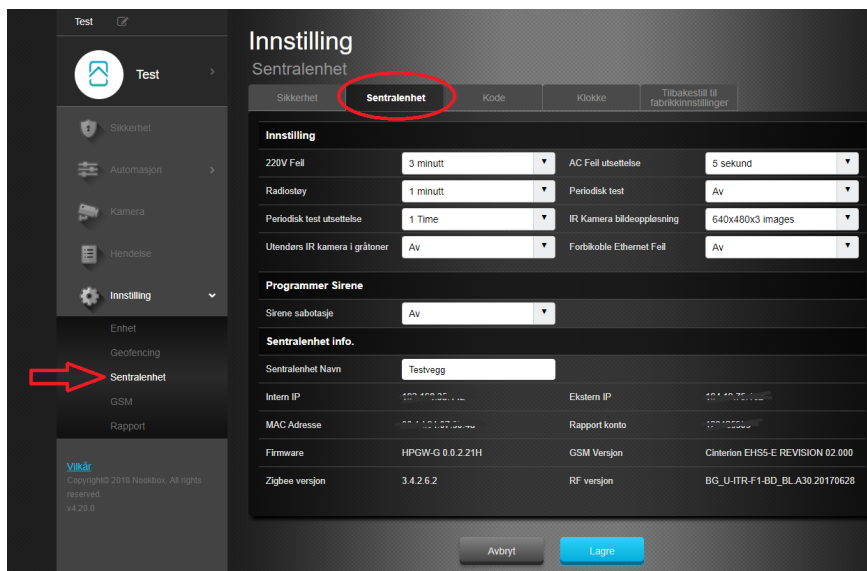 Test
Test
Sikkerhet
Automasjon
Kamera
Hendelse
Innstilling
Enhet
Geofencing
Sentralenhet
GSM
Rapport
Vilkår
Copyright© 2018 Nookbox. All rights
reserved.
v4.20.0
Innstilling
Sentralenhet
Sikkerhet
Sentralenhet
Kode
Klokke
Tilbakestill til
fabrikkinnstillinger
Innstilling
220V Feil 3 minutt AC Feil utsettelse 5 sekund
Radiostøy 1 minutt Periodisk test Av
Periodisk test utsettelse 1 Time IR Kamera bildeoppløsning 640x480x3 images
Utendørs IR kamera i gråtoner Av Forbikoble Ethernet Feil Av
Programmer Sirene
Sirene sabotasje Av
Sentralenhet info.
Sentralenhet Navn Testvegg
Intern IP Ekstern IP
MAC Adresse Rapport konto
Firmware HPGW-G 0.0.2.21H GSM Versjon Cinterion EHS5-E REVISION 02.000
Zigbee versjon 3.4.2.6.2 RF versjon BG_U-ITR-F1-BD_BL.A30.20170628
Avbryt Lagre